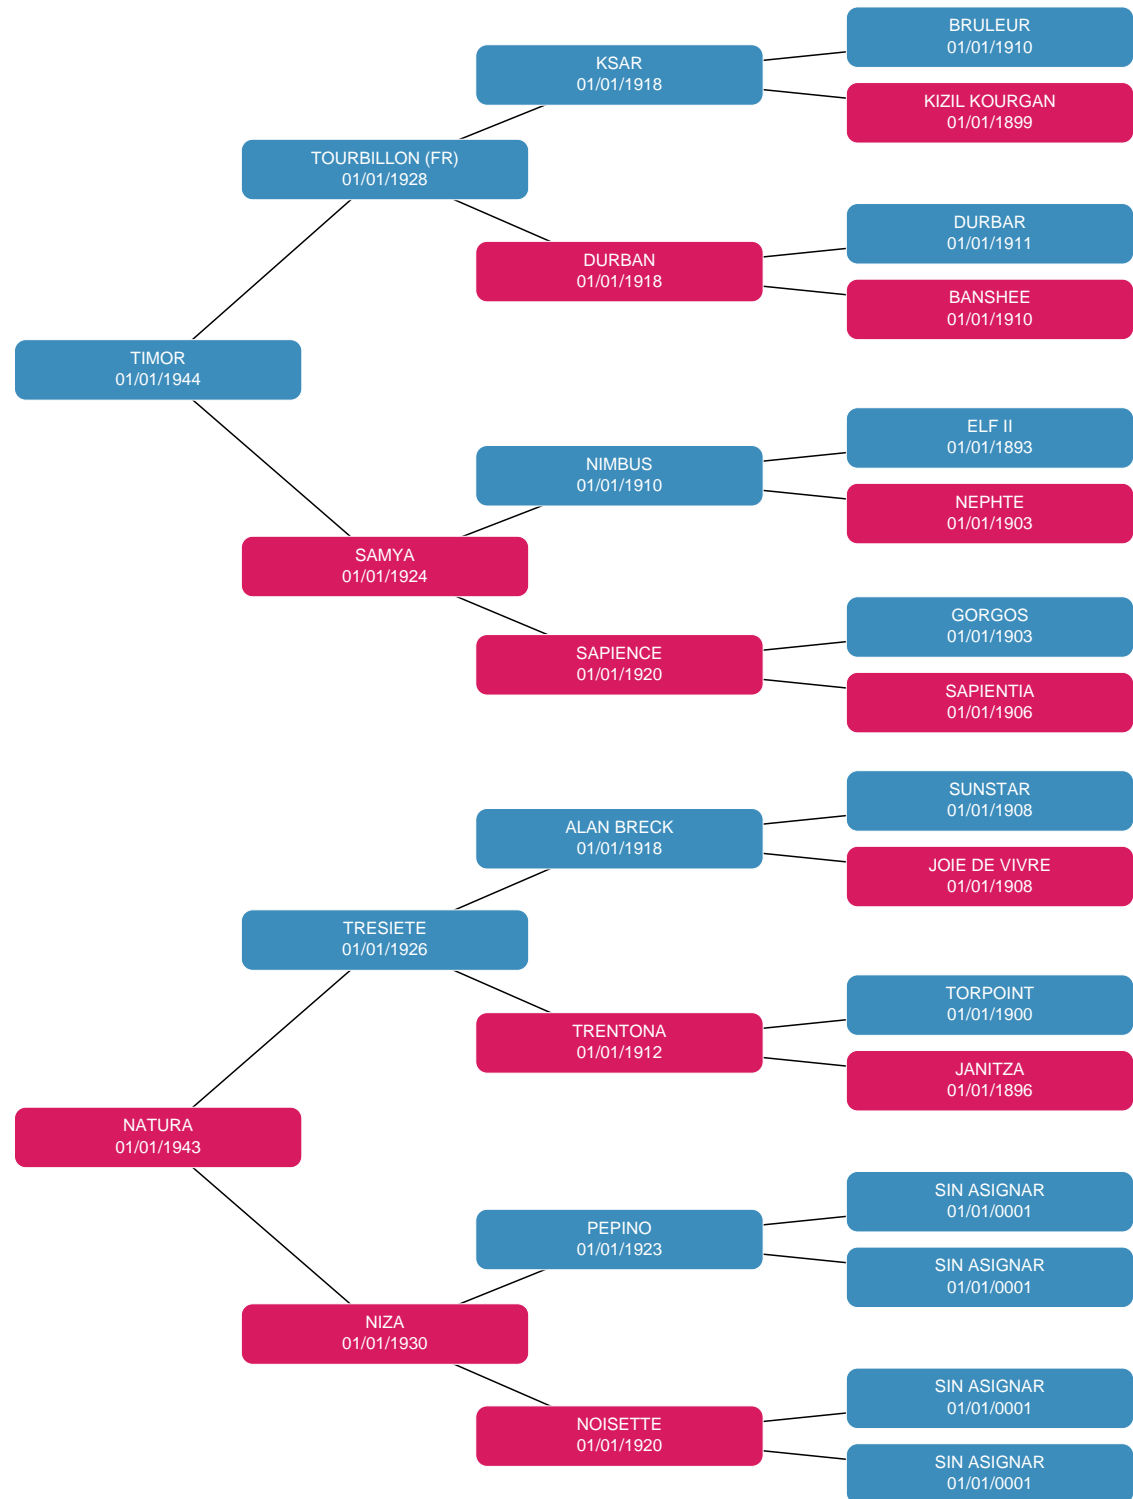 BRULEUR
01/01/1910
KSAR
01/01/1918
KIZIL KOURGAN
01/01/1899
TOURBILLON (FR)
01/01/1928
DURBAR
01/01/1911
DURBAN
01/01/1918
BANSHEE
01/01/1910
TIMOR
01/01/1944
ELF II
01/01/1893
NIMBUS
01/01/1910
NEPHTE
01/01/1903
SAMYA
01/01/1924
GORGOS
01/01/1903
SAPIENCE
01/01/1920
SAPIENTIA
01/01/1906
SUNSTAR
01/01/1908
ALAN BRECK
01/01/1918
JOIE DE VIVRE
01/01/1908
TRESIETE
01/01/1926
TORPOINT
01/01/1900
TRENTONA
01/01/1912
JANITZA
01/01/1896
NATURA
01/01/1943
SIN ASIGNAR
01/01/0001
PEPINO
01/01/1923
SIN ASIGNAR
01/01/0001
NIZA
01/01/1930
SIN ASIGNAR
01/01/0001
NOISETTE
01/01/1920
SIN ASIGNAR
01/01/0001